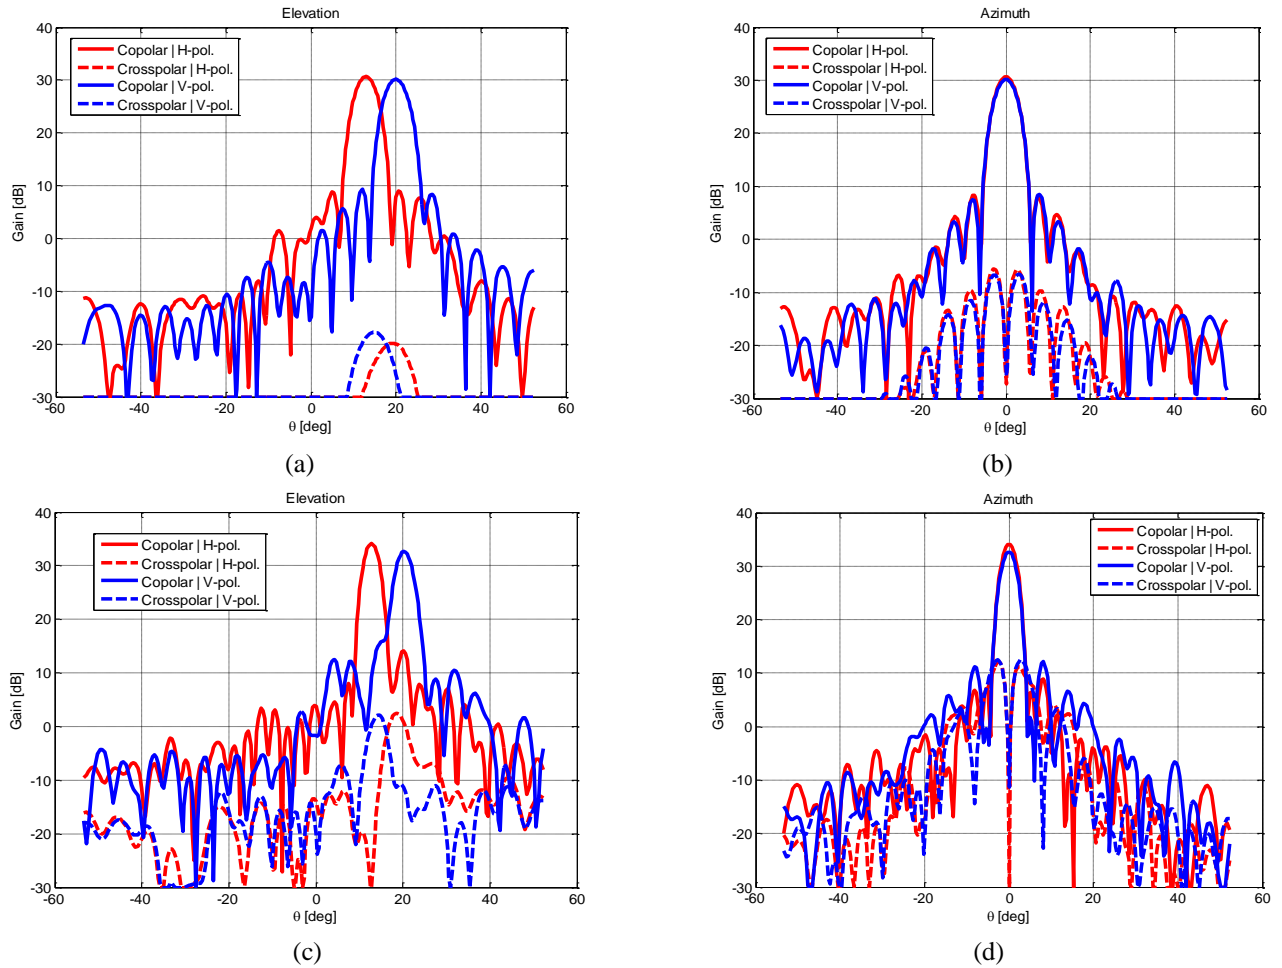 Elevation
40
30
20
10
0
-10
-20
-30
-60
-40
-20
0
20
40
60
Gain [dB]
θ [deg]
Copolar | H-pol.
Crosspolar | H-pol.
Copolar | V-pol.
Crosspolar | V-pol.
(a)
Azimuth
40
30
20
10
0
-10
-20
-30
-60
-40
-20
0
20
40
60
Gain [dB]
θ [deg]
Copolar | H-pol.
Crosspolar | H-pol.
Copolar | V-pol.
Crosspolar | V-pol.
(b)
Elevation
40
30
20
10
0
-10
-20
-30
-60
-40
-20
0
20
40
60
Gain [dB]
θ [deg]
Copolar | H-pol.
Crosspolar | H-pol.
Copolar | V-pol.
Crosspolar | V-pol.
(c)
Azimuth
40
30
20
10
0
-10
-20
-30
-60
-40
-20
0
20
40
60
Gain [dB]
θ [deg]
Copolar | H-pol.
Crosspolar | H-pol.
Copolar | V-pol.
Crosspolar | V-pol.
(d)